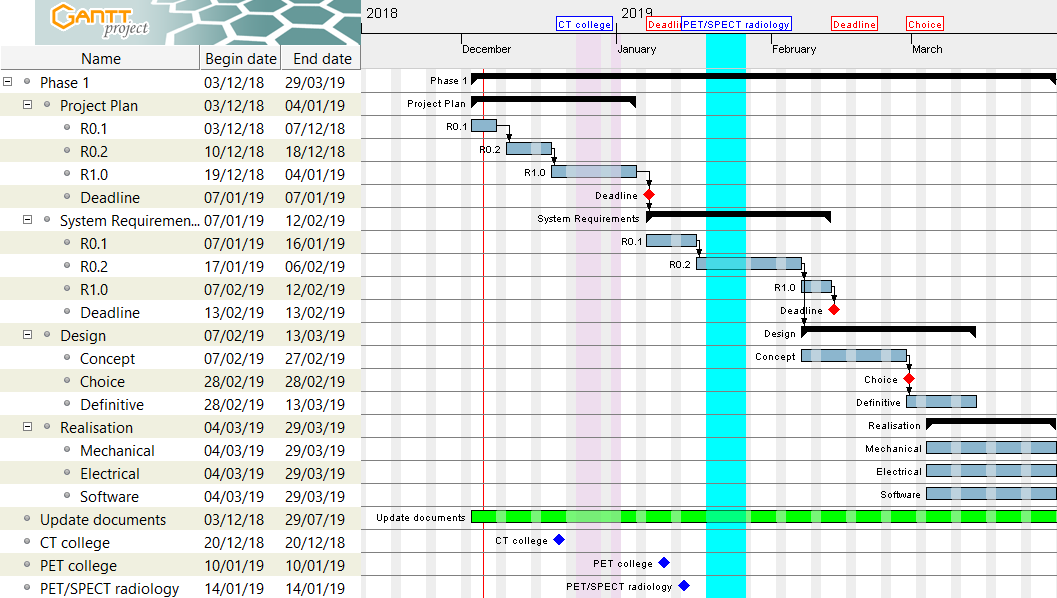 GANTT
project
2018
2019
CT college
Deadli
PET/SPECT radiology
Deadline
Choice
December
January
February
March
Name Begin date End date
Phase 1 03/12/18 29/03/19
Project Plan 03/12/18 04/01/19
R0.1 03/12/18 07/12/18
R0.2 10/12/18 18/12/18
R1.0 19/12/18 04/01/19
Deadline 07/01/19 07/01/19
System Requiremen... 07/01/19 12/02/19
R0.1 07/01/19 16/01/19
R0.2 17/01/19 06/02/19
R1.0 07/02/19 12/02/19
Deadline 13/02/19 13/02/19
Design 07/02/19 13/03/19
Concept 07/02/19 27/02/19
Choice 28/02/19 28/02/19
Definitive 28/02/19 13/03/19
Realisation 04/03/19 29/03/19
Mechanical 04/03/19 29/03/19
Electrical 04/03/19 29/03/19
Software 04/03/19 29/03/19
Update documents 03/12/18 29/07/19
CT college 20/12/18 20/12/18
PET college 10/01/19 10/01/19
PET/SPECT radiology 14/01/19 14/01/19
Phase 1
Project Plan
R0.1
R0.2
R1.0
Deadline
System Requirements
R0.1
R0.2
R1.0
Deadline
Design
Concept
Choice
Definitive
Realisation
Mechanical
Electrical
Software
Update documents
CT college
PET college
PET/SPECT radiology